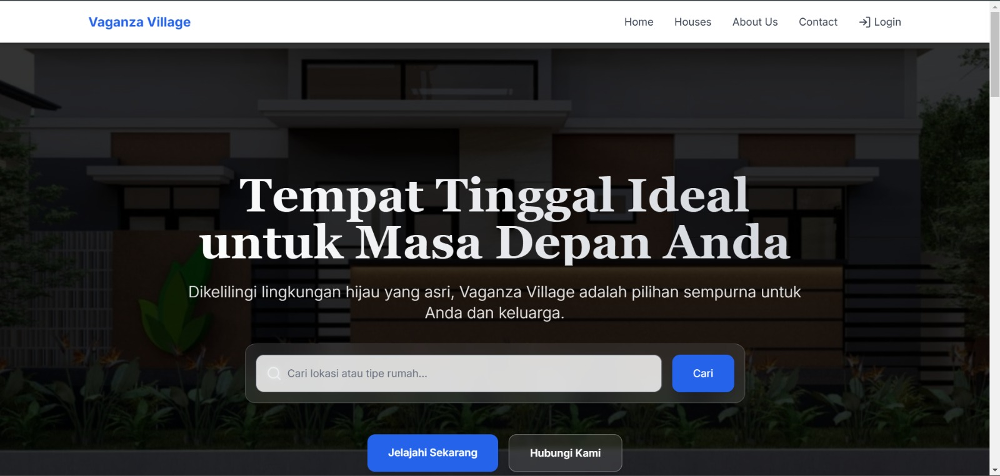 Vaganza Village
Home
Houses
About Us
Contact
Login
Tempat Tinggal Ideal
untuk Masa Depan Anda
Dikelilingi lingkungan hijau yang asri, Vaganza Village adalah pilihan sempurna untuk
Anda dan keluarga.
Cari lokasi atau tipe rumah...
Cari
Jelajahi Sekarang
Hubungi Kami